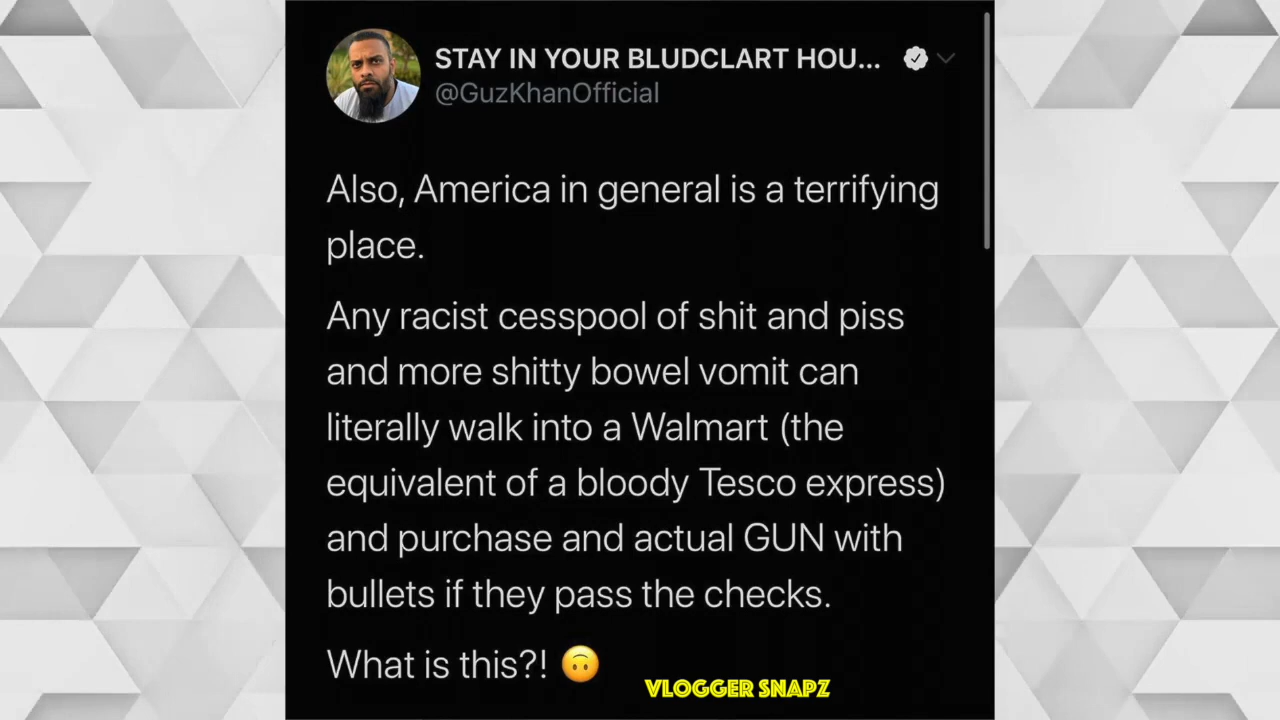 STAY IN YOUR BLUDCLART HOU...
@GuzKhanOfficial
Also, America in general is a terrifying
place.
Any racist cesspool of shit and piss
and more shitty bowel vomit can
literally walk into a Walmart (the
equivalent of a bloody Tesco express)
and purchase and actual GUN with
bullets if they pass the checks.
What is this?! 🙃
VLOGGER SNAPZ